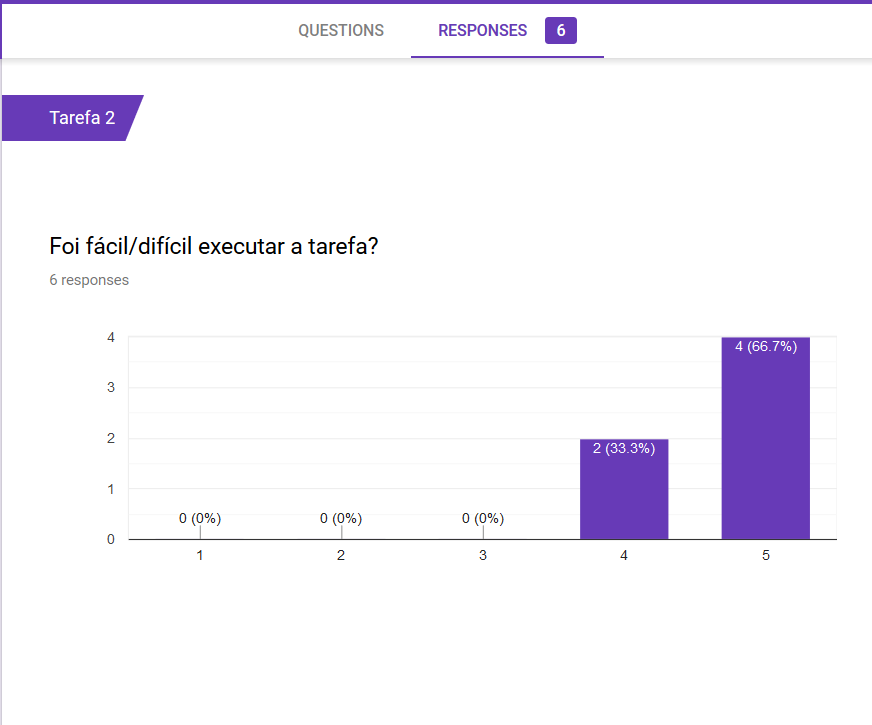 QUESTIONS RESPONSES 6
Tarefa 2
Foi fácil/difícil executar a tarefa?
6 responses
4
3
2
1
0
0 (0%) 0 (0%) 0 (0%) 2 (33.3%) 4 (66.7%)
1 2 3 4 5